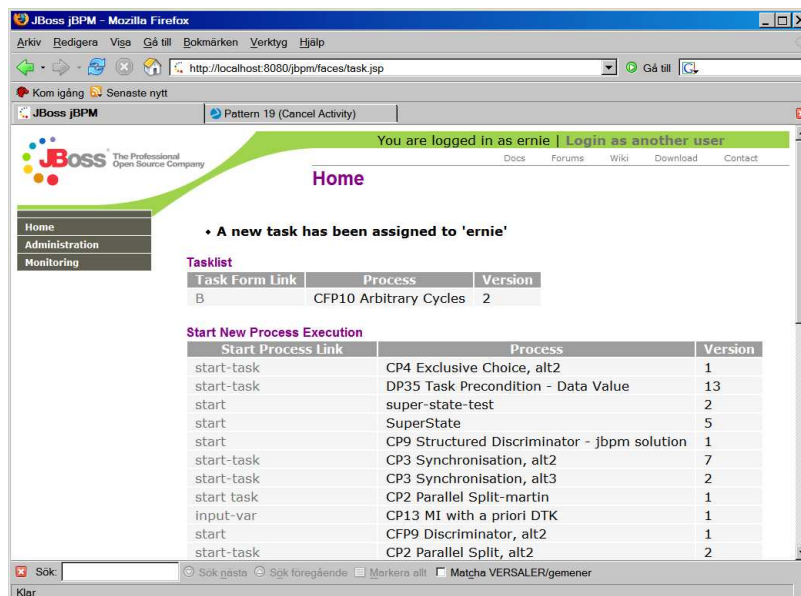 JBoss jBPM - Mozilla Firefox
Arkiv Redigera Visa Gå till Bokmärken Verktyg Hjälp
http://localhost:8080/jbpm/faces/task.jsp Gå till
Kom igång Senaste nytt
JBoss jBPM Pattern 19 (Cancel Activity)
You are logged in as ernie | Login as another user
JBoss The Professional Open Source Company
Docs Forums Wiki Download Contact
Home
Home
Administration
Monitoring
• A new task has been assigned to 'ernie'
Tasklist
Task Form Link Process Version
B CFP10 Arbitrary Cycles 2
Start New Process Execution
Start Process Link Process Version
start-task CP4 Exclusive Choice, alt2 1
start-task DP35 Task Precondition - Data Value 13
start super-state-test 2
start SuperState 5
start CP9 Structured Discriminator - jbpm solution 1
start-task CP3 Synchronisation, alt2 7
start-task CP3 Synchronisation, alt3 2
start task CP2 Parallel Split-martin 1
input-var CP13 MI with a priori DTK 1
start CFP9 Discriminator, alt2 1
start-task CP2 Parallel Split, alt2 2
Sök: Sök nästa Sök föregående Markera allt Matcha VERSALER/gemener
Klar